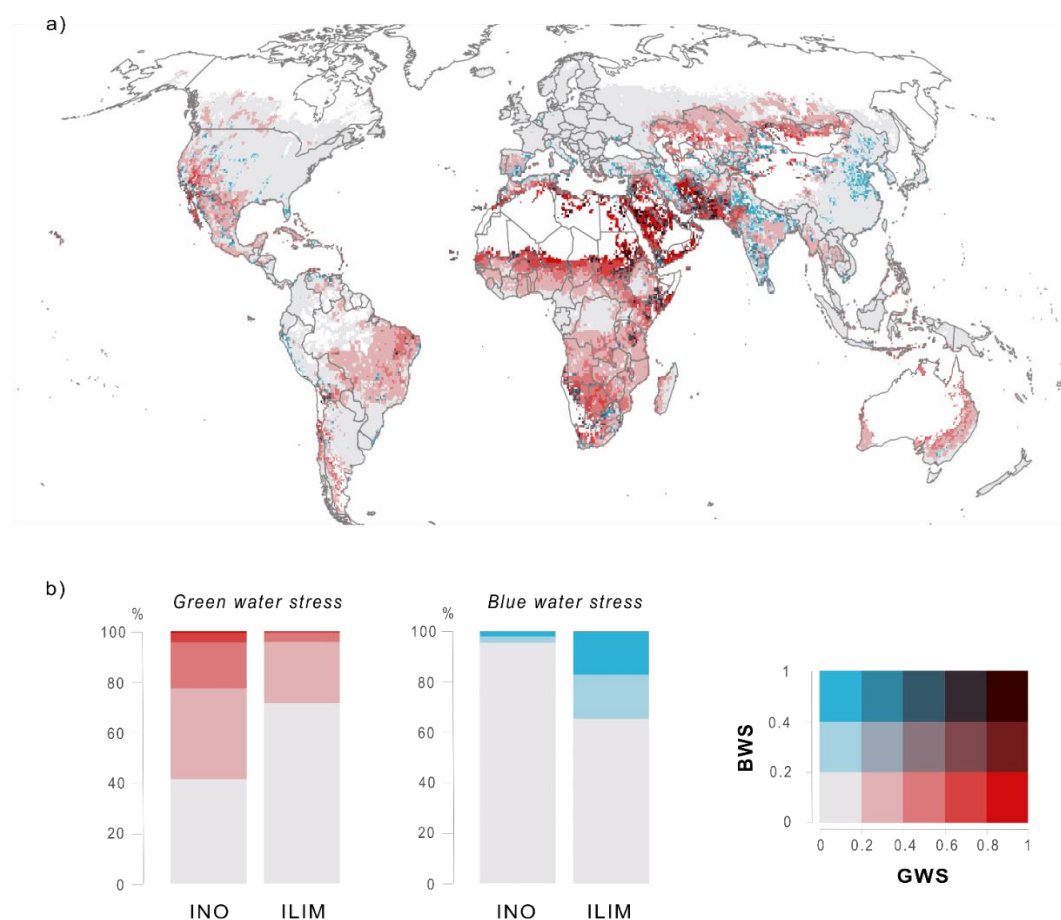 a)
b)
Green water stress
%
100
80
60
40
20
0
INO
ILIM
Blue water stress
%
100
80
60
40
20
0
INO
ILIM
BWS
1
0.4
0.2
0
0 0.2 0.4 0.6 0.8 1
GWS